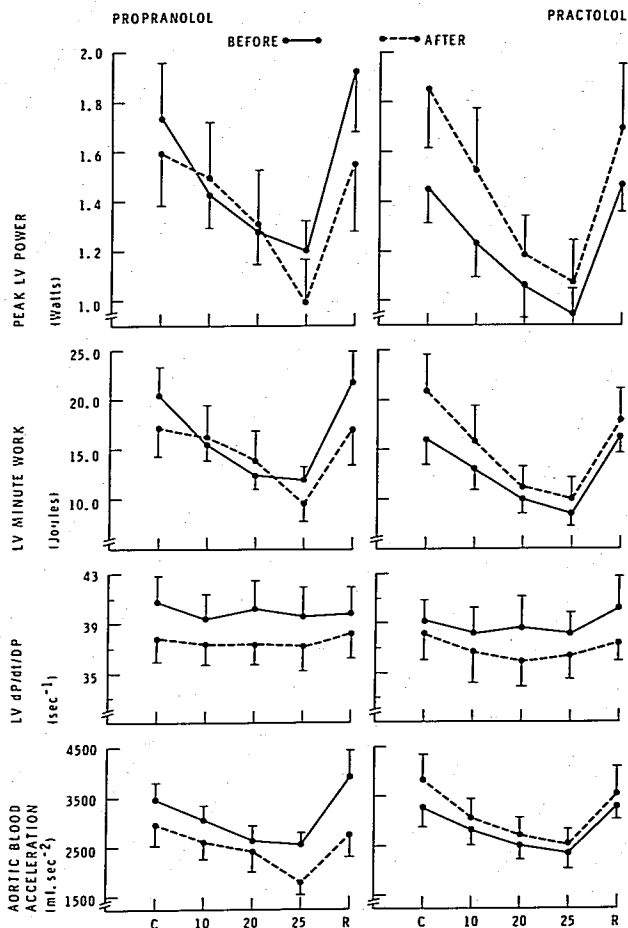 PROPRANOLOL PRACTOLOL
BEFORE AFTER
PEAK LV POWER
(Watts)
2.0
1.8
1.6
1.4
1.2
1.0
LV MINUTE WORK
(Joules)
25.0
20.0
15.0
10.0
LV dP/dt/DP
(sec⁻¹)
43
39
35
AORTIC BLOOD
ACCELERATION
(ml.sec⁻²)
4500
3500
2500
1500
C 10 20 25 R C 10 20 25 R